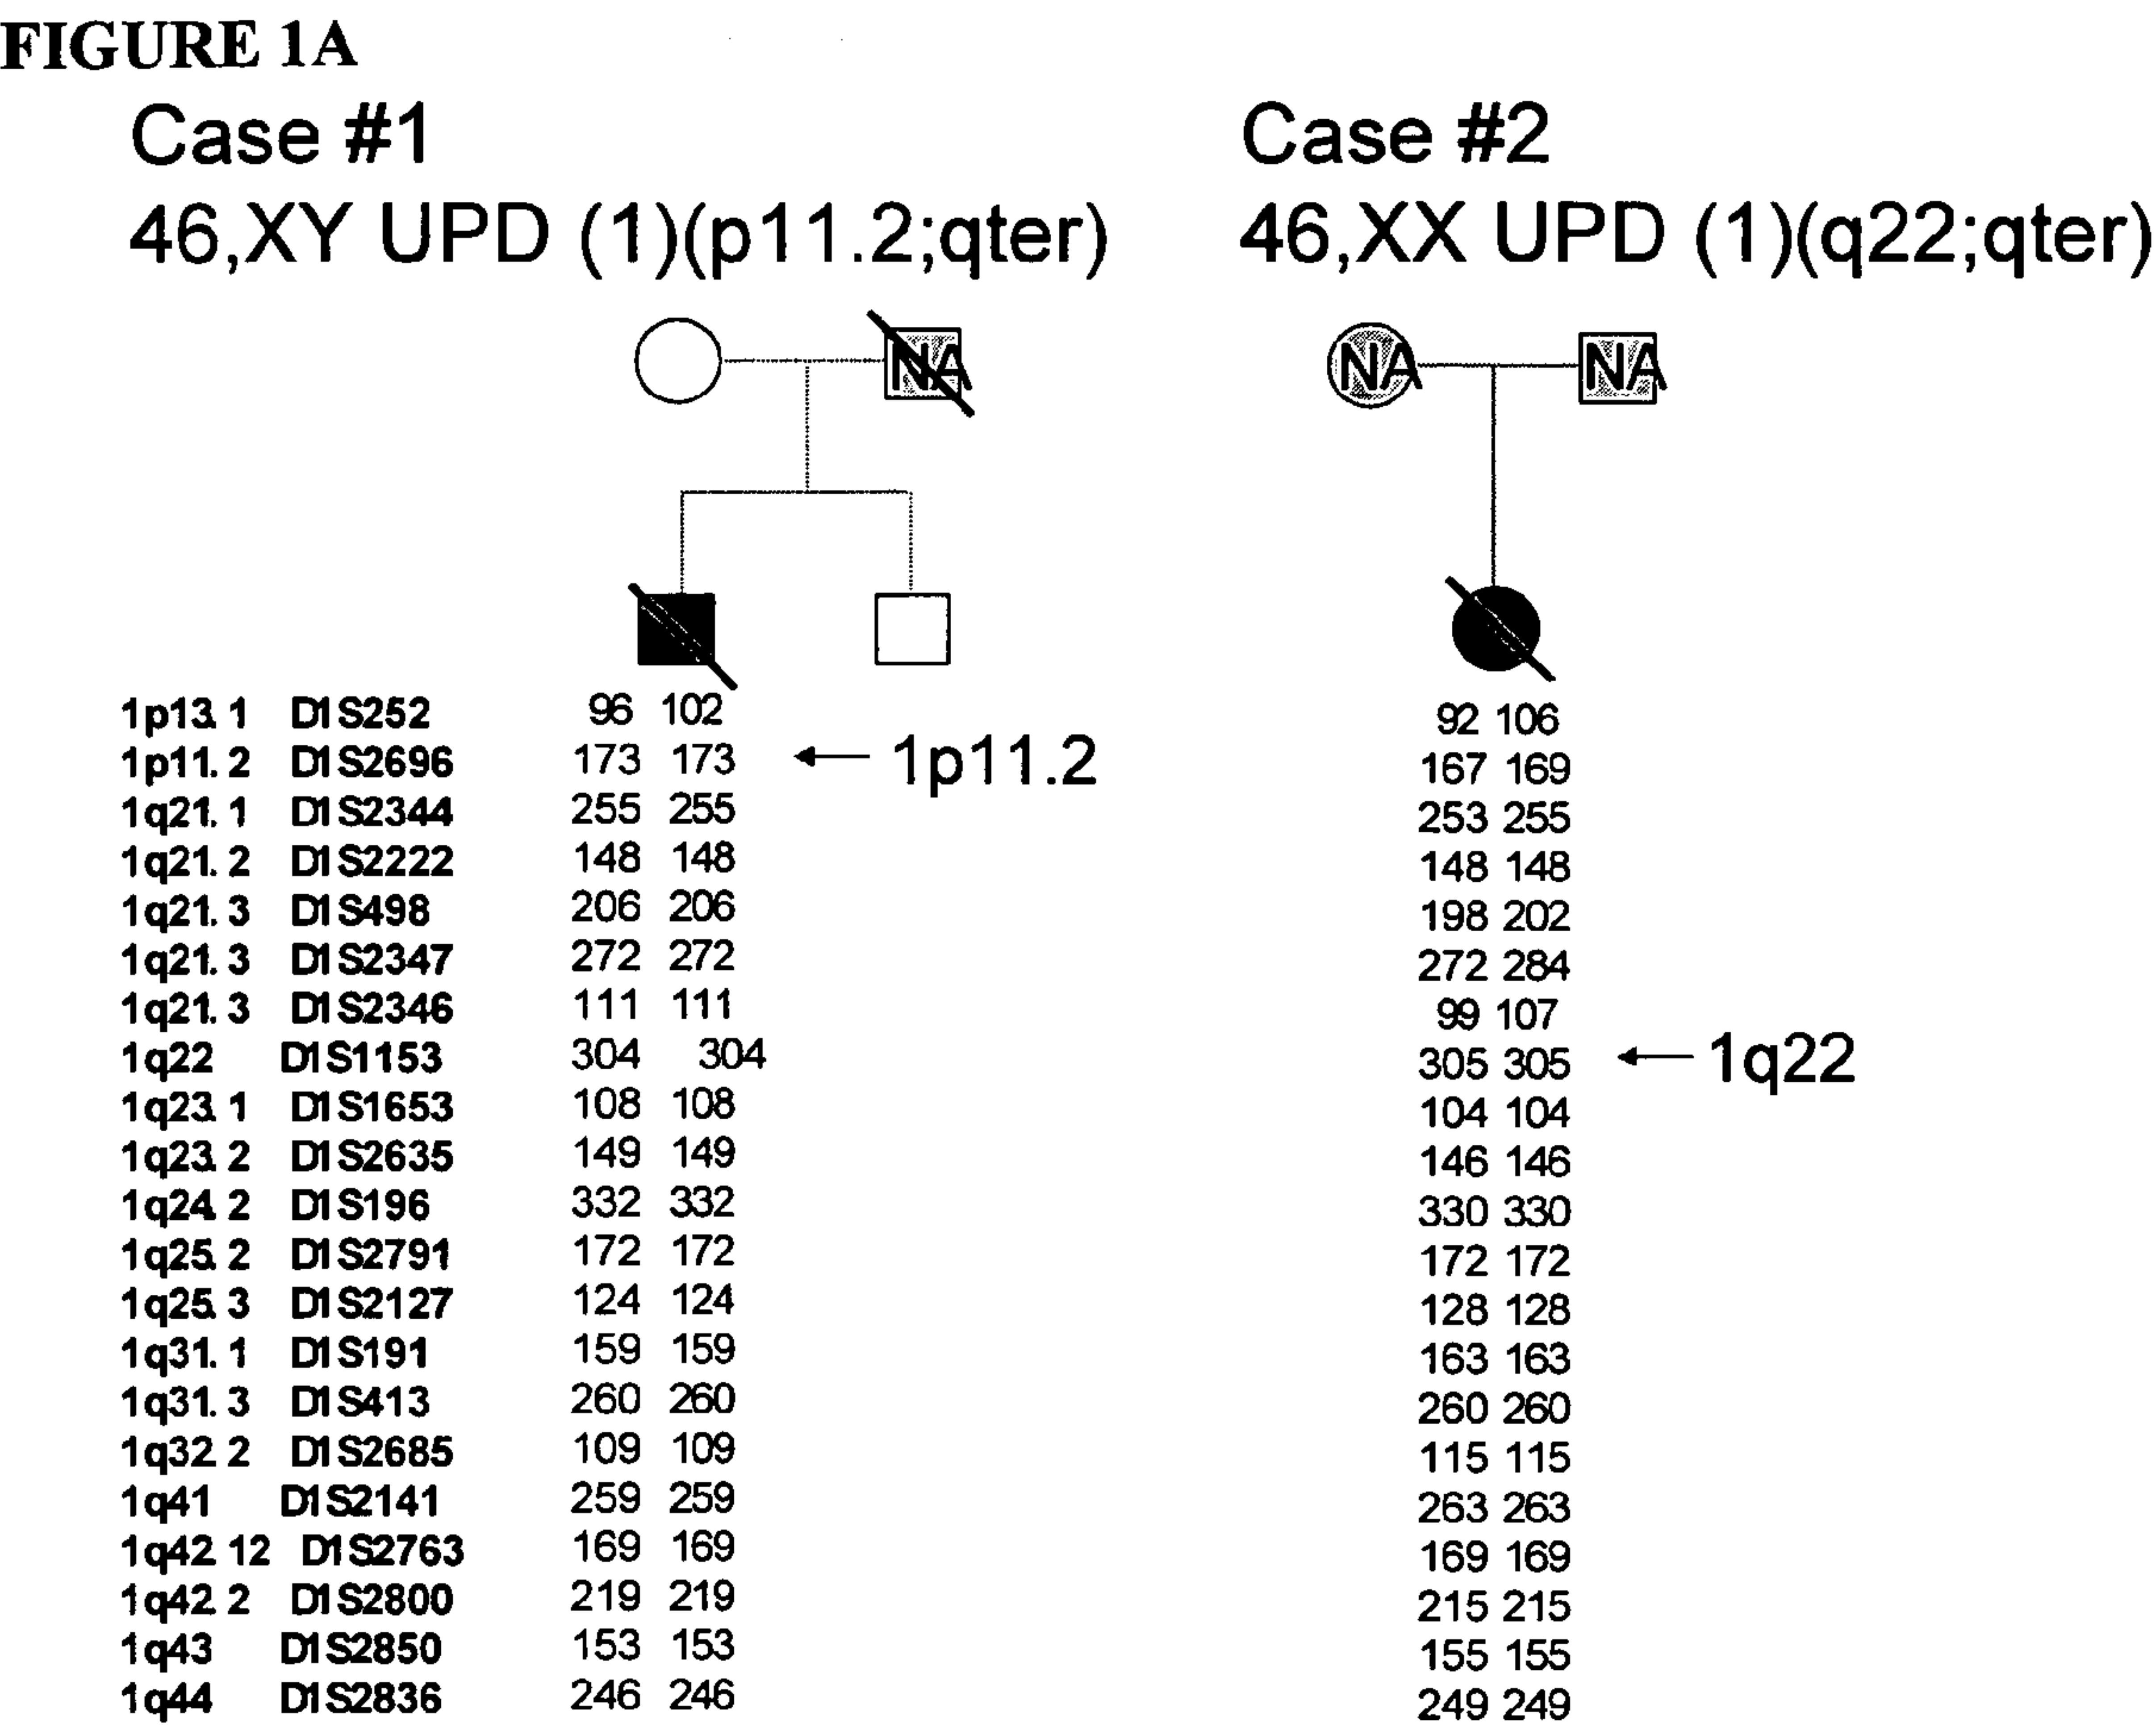 FIGURE 1A
Case #1
46,XY UPD (1)(p11.2;qter)
NA
Case #2
46,XX UPD (1)(q22;qter)
NA NA
1p13.1 D1S252 96 102 92 106
1p11.2 D1S2696 173 173 ← 1p11.2 167 169
1q21.1 D1S2344 255 255 253 255
1q21.2 D1S2222 148 148 148 148
1q21.3 D1S498 206 206 198 202
1q21.3 D1S2347 272 272 272 284
1q21.3 D1S2346 111 111 99 107
1q22 D1S1153 304 304 305 305 ← 1q22
1q23.1 D1S1653 108 108 104 104
1q23.2 D1S2635 149 149 146 146
1q24.2 D1S196 332 332 330 330
1q25.2 D1S2791 172 172 172 172
1q25.3 D1S2127 124 124 128 128
1q31.1 D1S191 159 159 163 163
1q31.3 D1S413 260 260 260 260
1q32.2 D1S2685 109 109 115 115
1q41 D1S2141 259 259 263 263
1q42.12 D1S2763 169 169 169 169
1q42.2 D1S2800 219 219 215 215
1q43 D1S2850 153 153 155 155
1q44 D1S2836 246 246 249 249